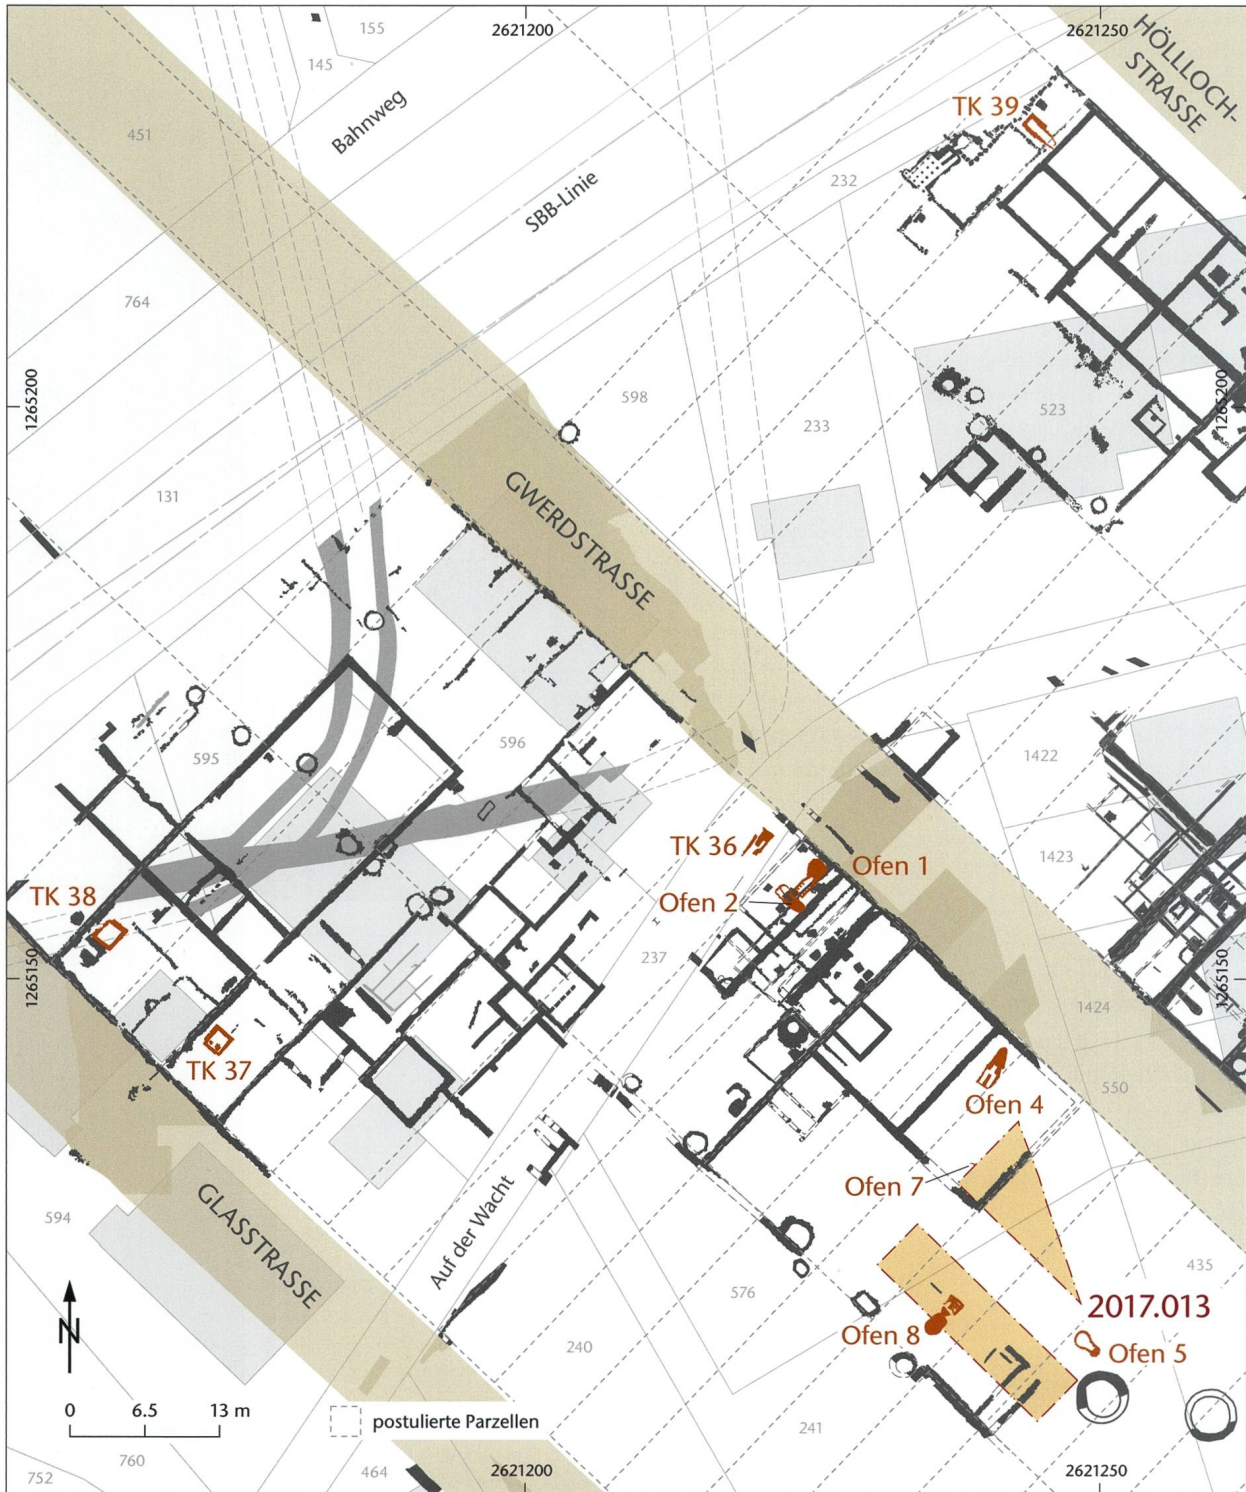 2621200
2621250
155
145
451
Bahnweg
HÖLLLOCH-
STRASSE
TK 39
SBB-Linie
232
764
1265200
1265200
598
233
523
131
GWERDSTRASSE
595
596
1422
1423
TK 36
Ofen 1
Ofen 2
TK 38
237
1265150
1265150
1424
TK 37
550
Ofen 4
Ofen 7
594
GLASSTRASSE
Auf der Wacht
435
576
2017.013
N
Ofen 8
Ofen 5
240
0 6.5 13 m
postulierte Parzellen
241
760
752
464
2621200
2621250